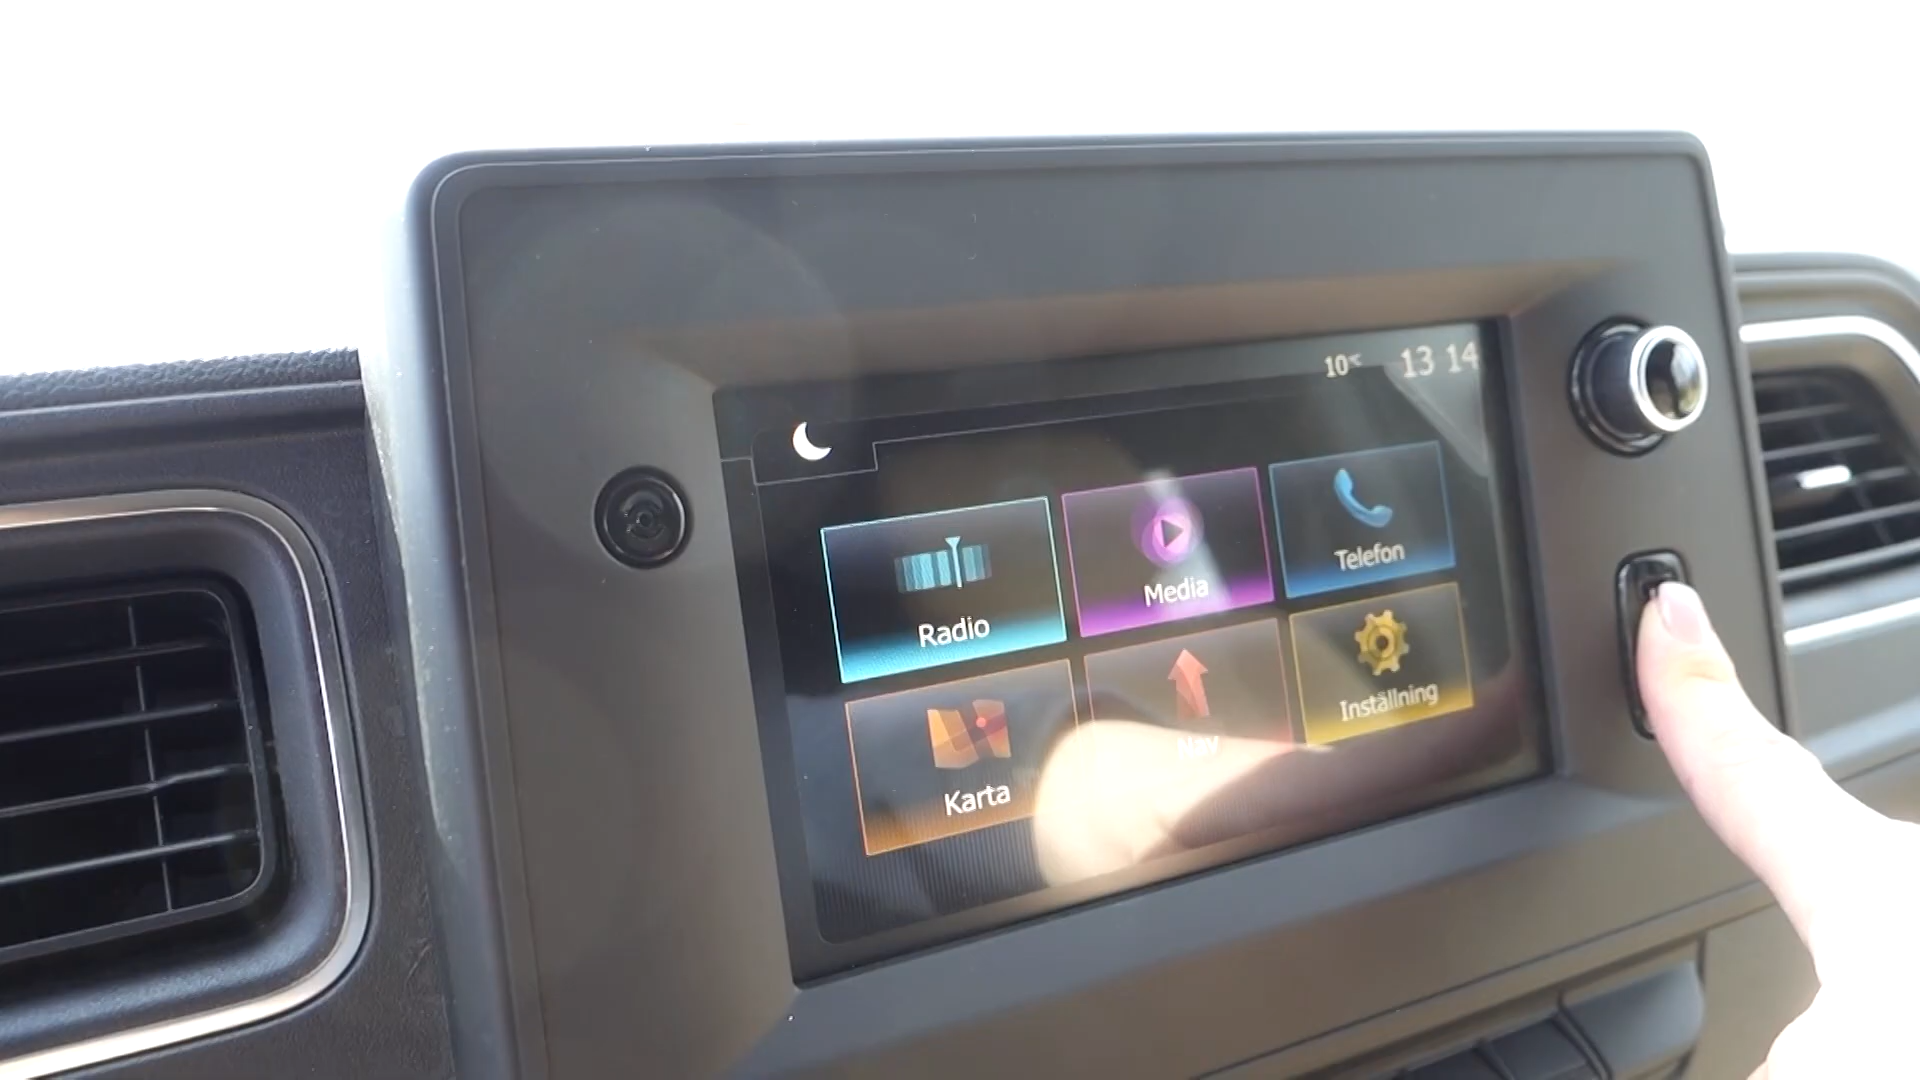 10°C 13 14
Radio
Media
Telefon
Karta
Nav
Inställning